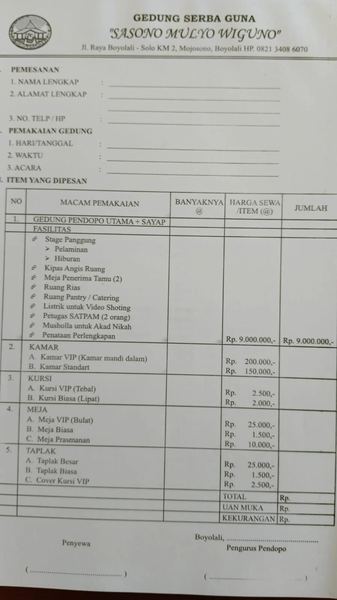 GEDUNG SERBA GUNA
"SASONO MULYO WIGUNO"
Jl. Raya Boyolali - Solo KM 2, Mojosono, Boyolali HP. 0821 3408 6070
PEMESANAN
1. NAMA LENGKAP :
2. ALAMAT LENGKAP :
3. NO. TELP / HP :
PEMAKAIAN GEDUNG
1. HARI/TANGGAL :
2. WAKTU :
3. ACARA :
ITEM YANG DIPESAN
NO MACAM PEMAKAIAN BANYAKNYA @ HARGA SEWA /ITEM (@) JUMLAH
1. GEDUNG PENDOPO UTAMA + SAYAP
FASILITAS
Stage Panggung
Pelaminan
Hiburan
Kipas Angis Ruang
Meja Penerima Tamu (2)
Ruang Rias
Ruang Pantry / Catering
Listrik untuk Video Shoting
Petugas SATPAM (2 orang)
Musholla untuk Akad Nikah
Penataan Perlengkapan Rp. 9.000.000,- Rp. 9.000.000,-
2. KAMAR
A. Kamar VIP (Kamar mandi dalam) Rp. 200.000,-
B. Kamar Standart Rp. 150.000,-
3. KURSI
A. Kursi VIP (Tebal) Rp. 2.500,-
B. Kursi Biasa (Lipat) Rp. 2.000,-
4. MEJA
A. Meja VIP (Bulat) Rp. 25.000,-
B. Meja Biasa Rp. 1.500,-
C. Meja Prasmanan Rp. 10.000,-
5. TAPLAK
A. Taplak Besar Rp. 25.000,-
B. Taplak Biasa Rp. 1.500,-
C. Cover Kursi VIP Rp. 2.500,-
TOTAL Rp.
UAN MUKA Rp.
KEKURANGAN Rp.
Boyolali, ........................
Penyewa Pengurus Pendopo
(........................) (........................)